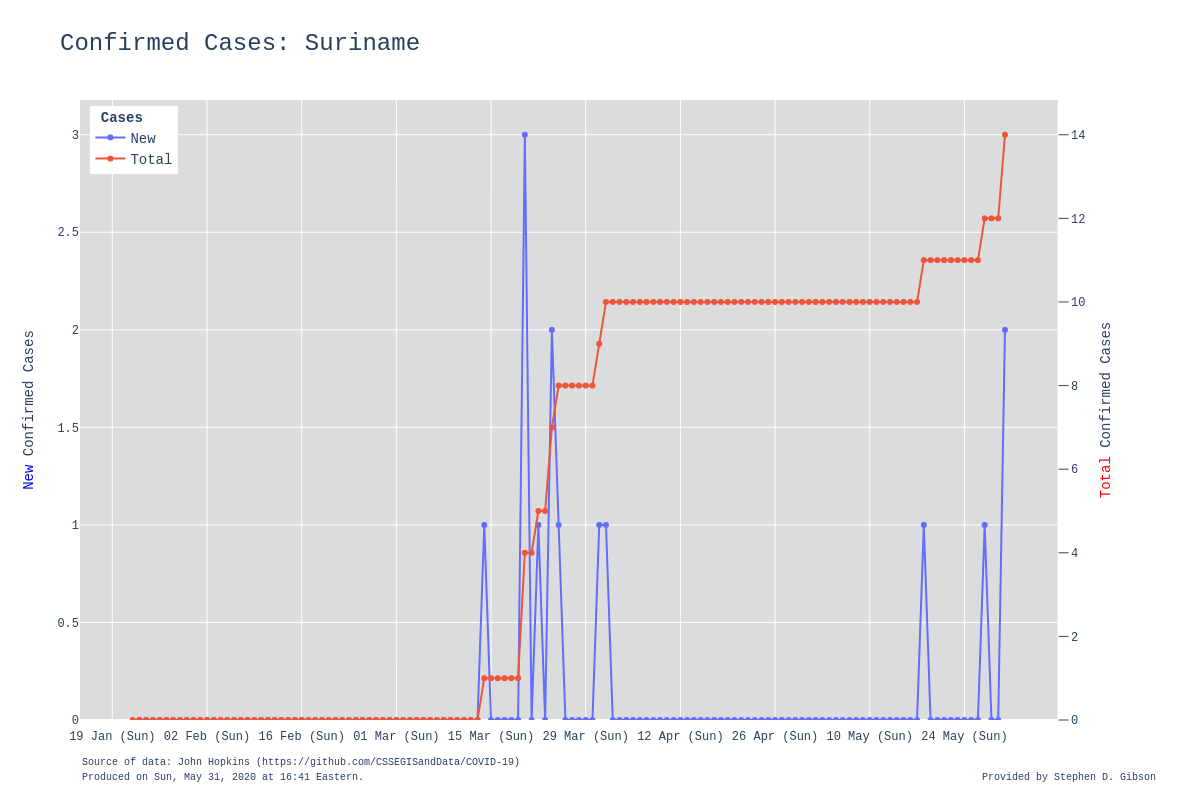 Confirmed Cases: Suriname
Cases
New
Total
3
2.5
2
1.5
1
0.5
0
New Confirmed Cases
14
12
10
8
6
4
2
0
Total Confirmed Cases
19 Jan (Sun) 02 Feb (Sun) 16 Feb (Sun) 01 Mar (Sun) 15 Mar (Sun) 29 Mar (Sun) 12 Apr (Sun) 26 Apr (Sun) 10 May (Sun) 24 May (Sun)
Source of data: John Hopkins (https://github.com/CSSEGISandData/COVID-19)
Produced on Sun, May 31, 2020 at 16:41 Eastern.
Provided by Stephen D. Gibson